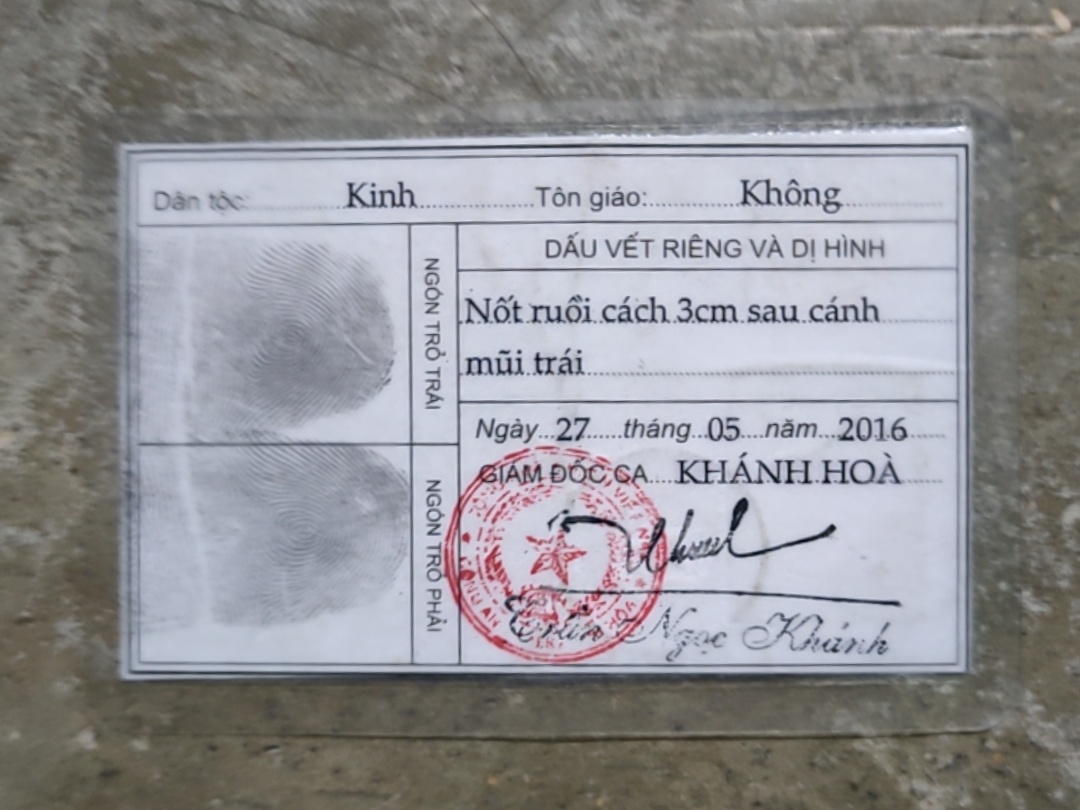 Dân tộc: Kinh Tôn giáo: Không
NGÓN TRỎ TRÁI
DẤU VẾT RIÊNG VÀ DỊ HÌNH
Nốt ruồi cách 3cm sau cánh
mũi trái
Ngày 27 tháng 05 năm 2016
GIÁM ĐỐC CA KHÁNH HOÀ
NGÓN TRỎ PHẢI
Trần Ngọc Khánh